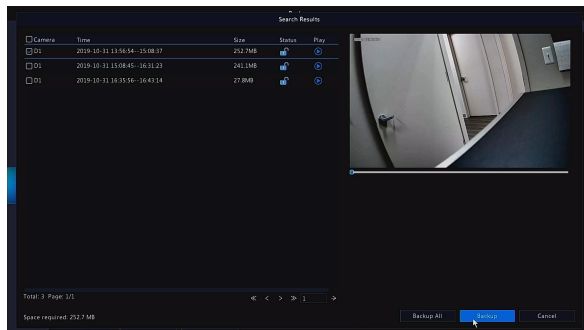 Search Results
Camera Time Size Status Play
D1 2019-10-31 13:56:54--15:08:37 252.7MB
D1 2019-10-31 15:08:45--16:31:23 241.1MB
D1 2019-10-31 16:35:56--16:43:14 27.8MB
Total: 3 Page: 1/1
1
Space required: 252.7 MB
Backup All Backup Cancel